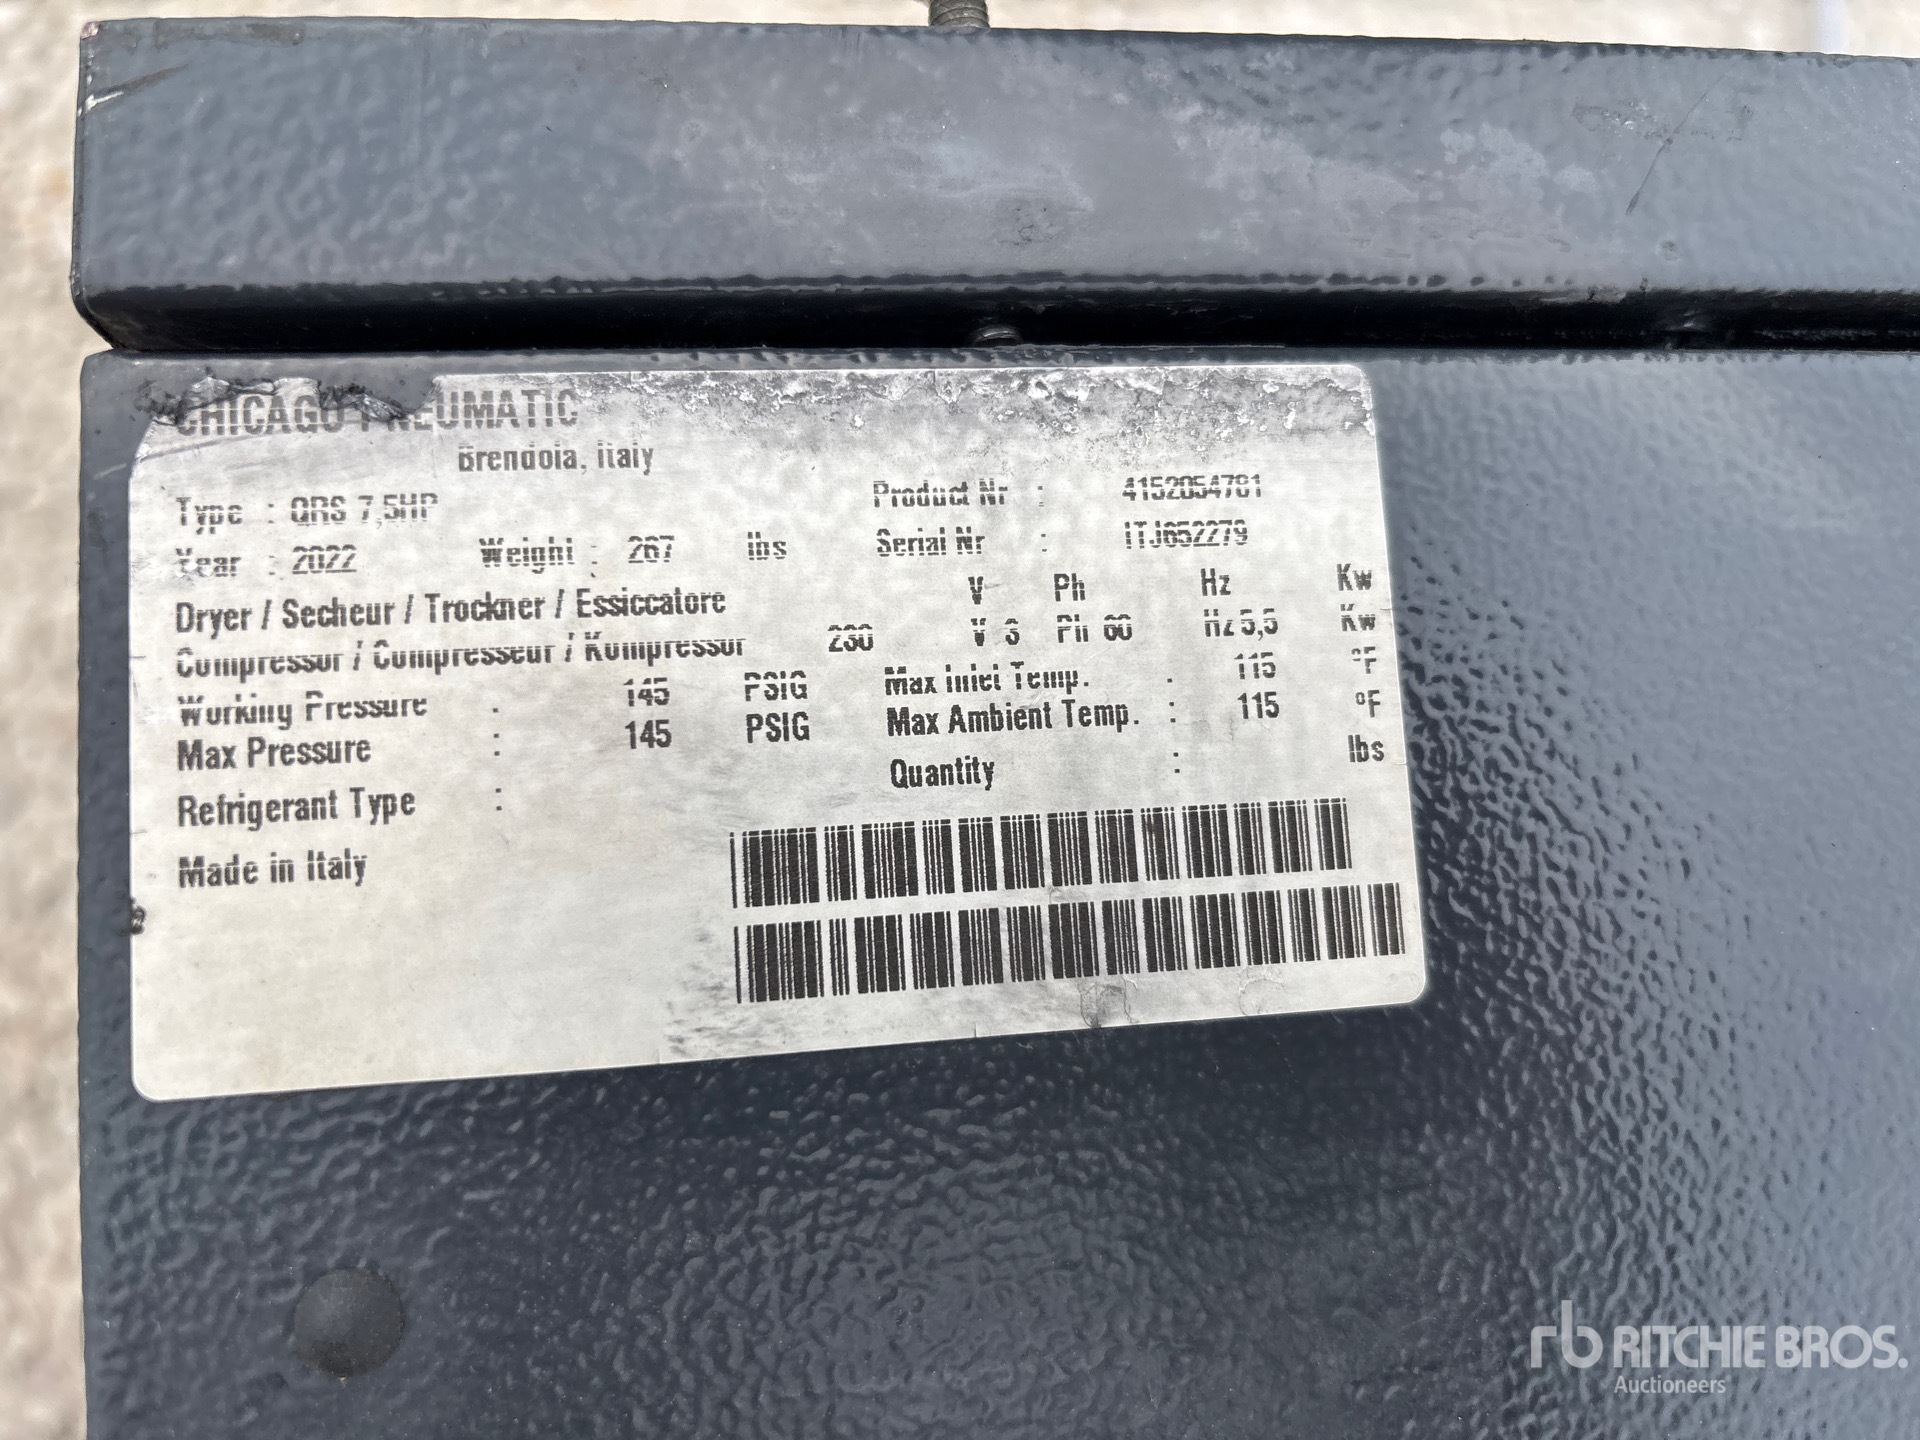 CHICAGO PNEUMATIC
Brendola, Italy
Type : QRS 7,5HP Product Nr : 4152054781
Year : 2022 Weight : 267 lbs Serial Nr : ITJ652279
Dryer / Secheur / Trockner / Essiccatore V Ph Hz Kw
Compressor / Compresseur / Kompressor 230 V 3 Ph 60 Hz 5,5 Kw
Working Pressure : 145 PSIG Max Inlet Temp. : 115 °F
Max Pressure : 145 PSIG Max Ambient Temp. : 115 °F
Refrigerant Type : Quantity : lbs
Made in Italy
rb RITCHIE BROS.
Auctioneers